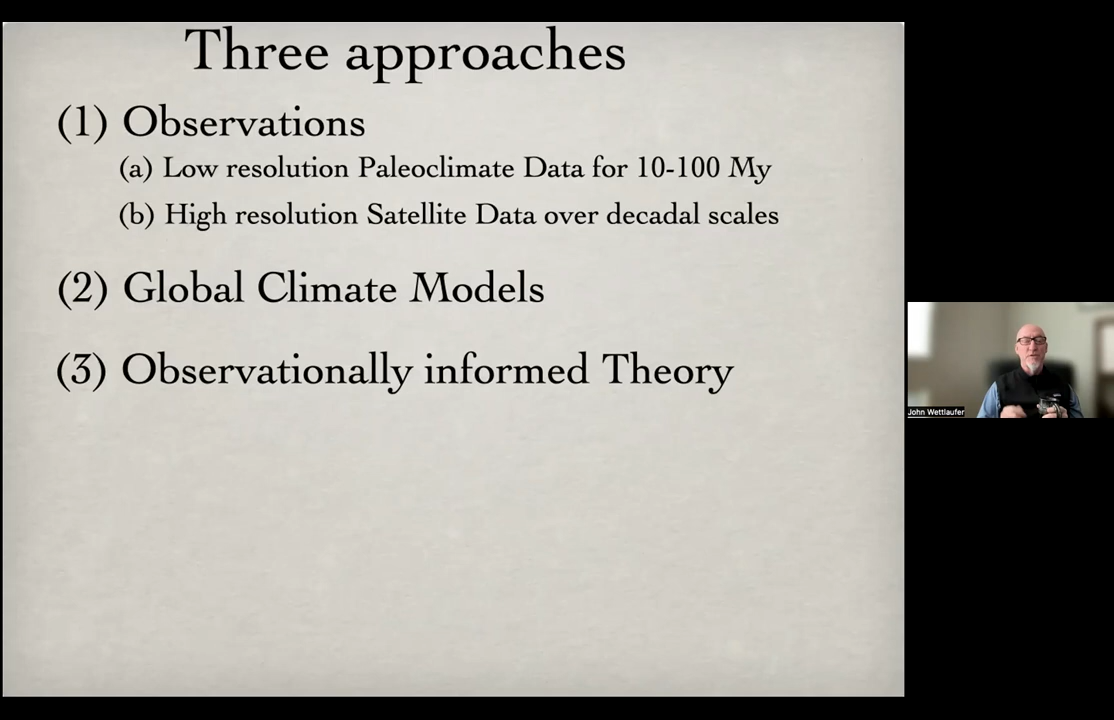 Three approaches
(1) Observations
(a) Low resolution Paleoclimate Data for 10-100 My
(b) High resolution Satellite Data over decadal scales
(2) Global Climate Models
(3) Observationally informed Theory
John Wettlaufer